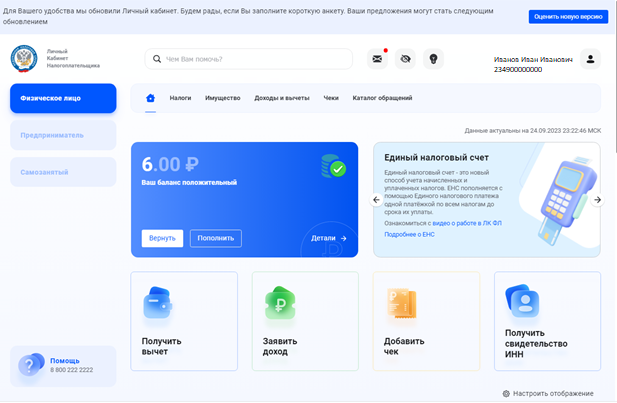 Для Вашего удобства мы обновили Личный кабинет. Будем рады, если Вы заполните короткую анкету. Ваши предложения могут стать следующим
обновлением
Оценить новую версию
Личный
Кабинет
Налогоплательщика
Чем Вам помочь?
Иванов Иван Иванович
234900000000
Физическое лицо
Предприниматель
Самозанятый
Налоги Имущество Доходы и вычеты Чеки Каталог обращений
Данные актуальны на 24.09.2023 23:22:46 МСК
6.00 ₽
Ваш баланс положительный
Вернуть Пополнить Детали →
Единый налоговый счет
Единый налоговый счет - это новый
способ учета начисленных и
уплаченных налогов. ЕНС пополняется с
помощью Единого налогового платежа
одной платёжкой по всем налогам до
срока их уплаты.
Ознакомиться с видео о работе в ЛК ФЛ
Подробнее о ЕНС
Получить
вычет
Заявить
доход
Добавить
чек
Получить
свидетельство
ИНН
Помощь
8 800 222 2222
Настроить отображение